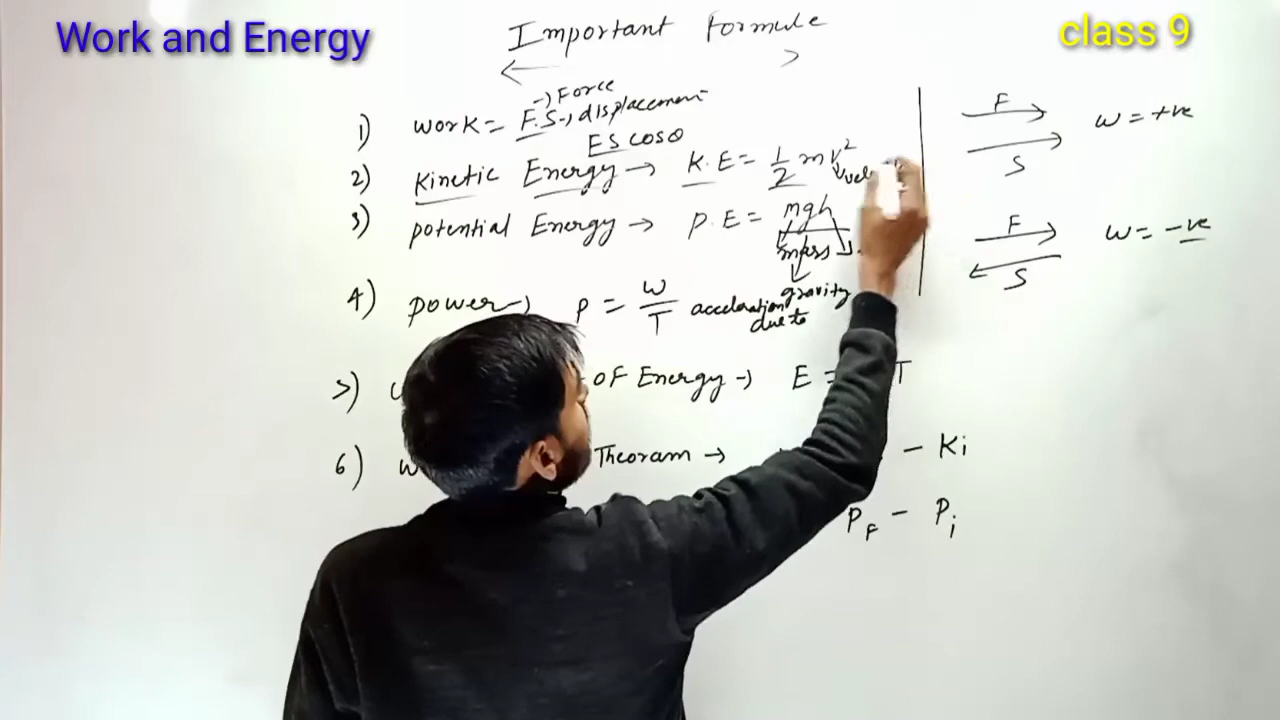 Work and Energy
class 9
Important Formule
1) work = F.S → displacement
→ Force
ES cosθ
2) Kinetic Energy → K.E = 1/2 mv²
3) potential Energy → P.E = mgh
mass
gravity
acceleration
due to
4) power → P = W/T
5) OF Energy → E = T
6) W Theoram → - Ki
PF - Pi
F
S
W = +ve
F
S
W = -ve